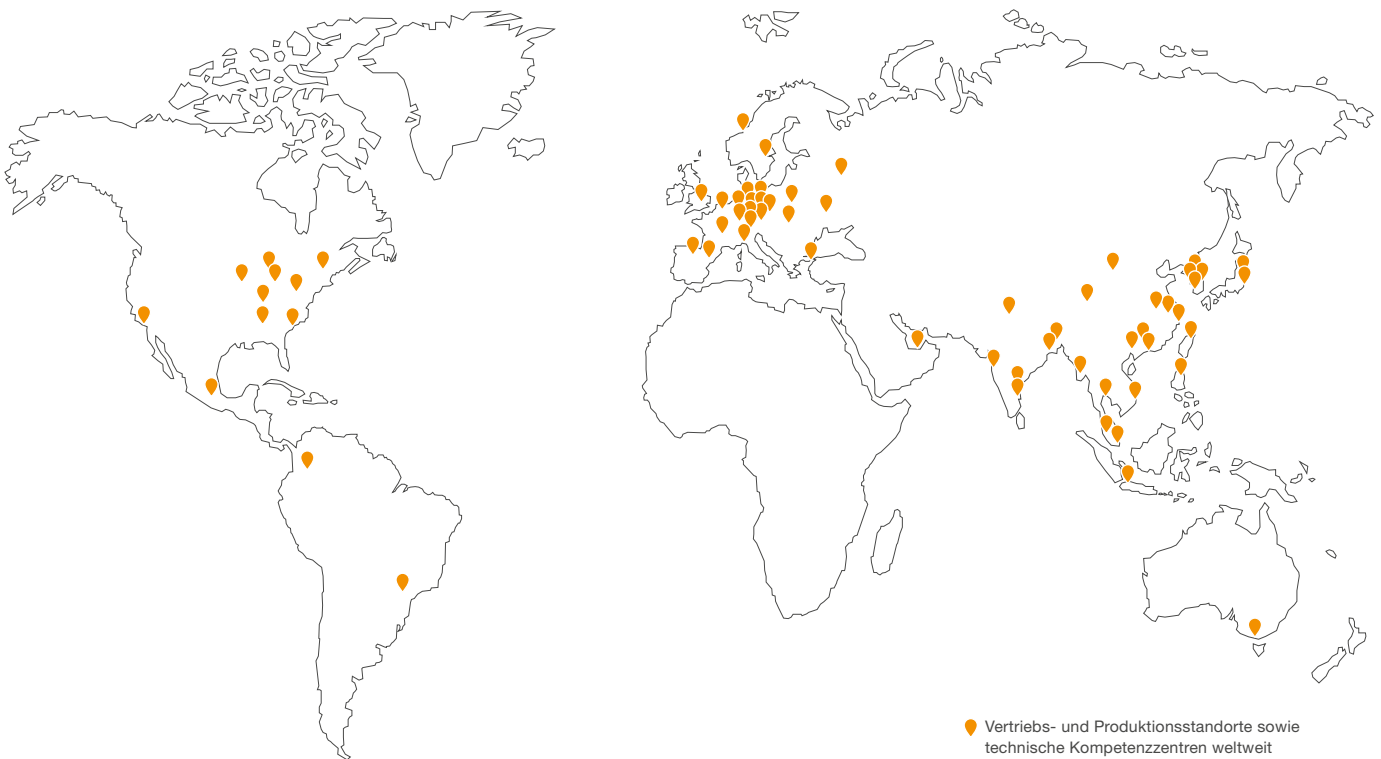 Vertriebs- und Produktionsstandorte sowie
technische Kompetenzzentren weltweit